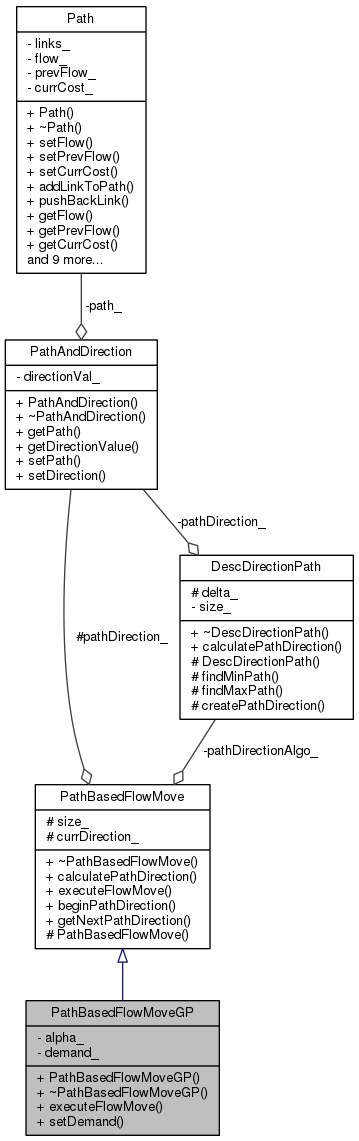 Path
- links_
- flow_
- prevFlow_
- currCost_
+ Path()
+ ~Path()
+ setFlow()
+ setPrevFlow()
+ setCurrCost()
+ addLinkToPath()
+ pushBackLink()
+ getFlow()
+ getPrevFlow()
+ getCurrCost()
and 9 more...
-path_
PathAndDirection
- directionVal_
+ PathAndDirection()
+ ~PathAndDirection()
+ getPath()
+ getDirectionValue()
+ setPath()
+ setDirection()
-pathDirection_
DescDirectionPath
# delta_
- size_
+ ~DescDirectionPath()
+ calculatePathDirection()
# DescDirectionPath()
# findMinPath()
# findMaxPath()
# createPathDirection()
#pathDirection_
-pathDirectionAlgo_
PathBasedFlowMove
# size_
# currDirection_
+ ~PathBasedFlowMove()
+ calculatePathDirection()
+ executeFlowMove()
+ beginPathDirection()
+ getNextPathDirection()
# PathBasedFlowMove()
PathBasedFlowMoveGP
- alpha_
- demand_
+ PathBasedFlowMoveGP()
+ ~PathBasedFlowMoveGP()
+ executeFlowMove()
+ setDemand()